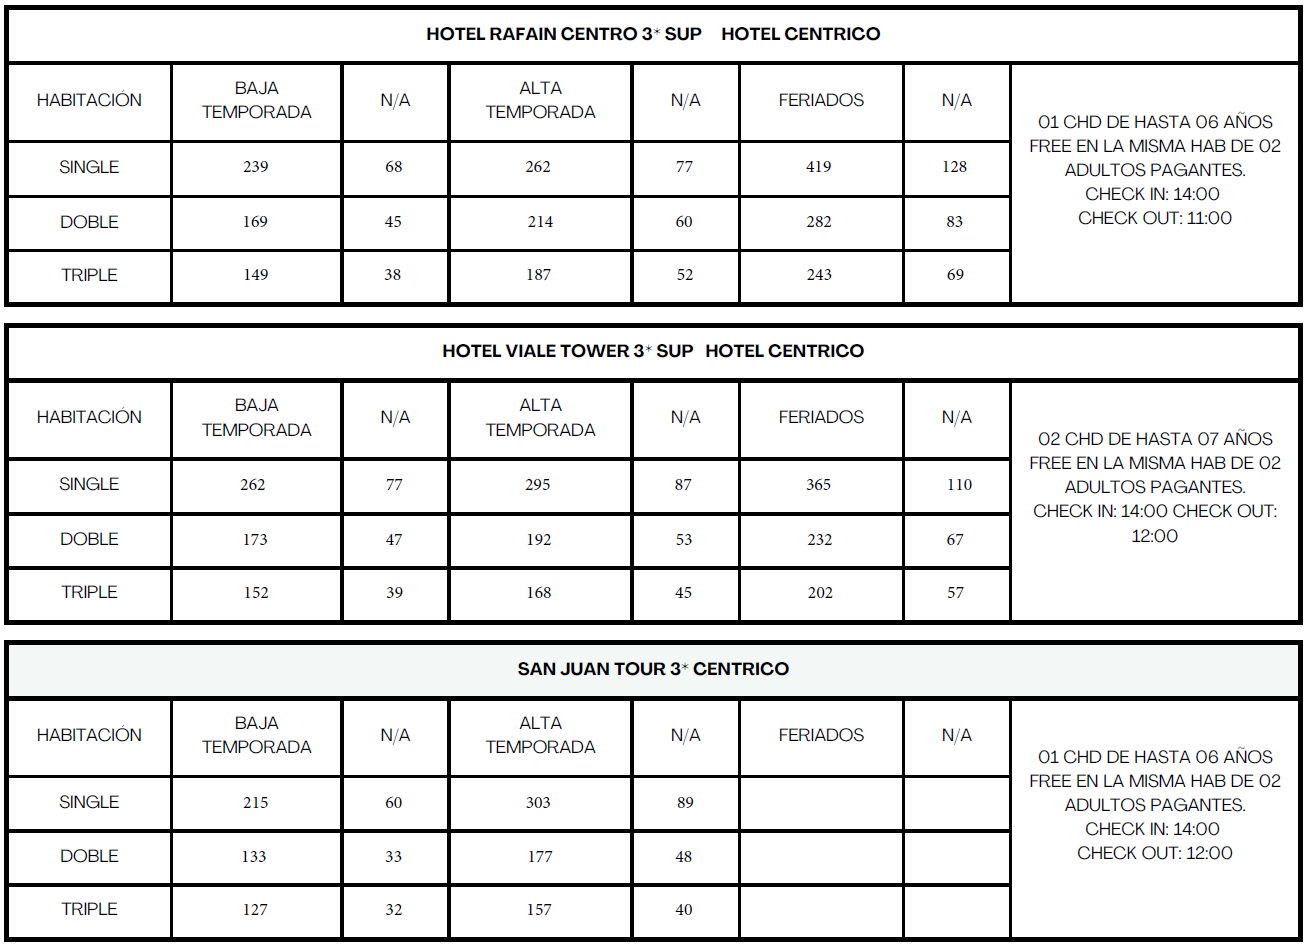 HOTEL RAFAIN CENTRO 3* SUP HOTEL CENTRICO
HABITACIÓN BAJA TEMPORADA N/A ALTA TEMPORADA N/A FERIADOS N/A
SINGLE 239 68 262 77 419 128
DOBLE 169 45 214 60 282 83
TRIPLE 149 38 187 52 243 69
01 CHD DE HASTA 06 AÑOS
FREE EN LA MISMA HAB DE 02
ADULTOS PAGANTES.
CHECK IN: 14:00
CHECK OUT: 11:00
HOTEL VIALE TOWER 3* SUP HOTEL CENTRICO
HABITACIÓN BAJA TEMPORADA N/A ALTA TEMPORADA N/A FERIADOS N/A
SINGLE 262 77 295 87 365 110
DOBLE 173 47 192 53 232 67
TRIPLE 152 39 168 45 202 57
02 CHD DE HASTA 07 AÑOS
FREE EN LA MISMA HAB DE 02
ADULTOS PAGANTES.
CHECK IN: 14:00 CHECK OUT:
12:00
SAN JUAN TOUR 3* CENTRICO
HABITACIÓN BAJA TEMPORADA N/A ALTA TEMPORADA N/A FERIADOS N/A
SINGLE 215 60 303 89
DOBLE 133 33 177 48
TRIPLE 127 32 157 40
01 CHD DE HASTA 06 AÑOS
FREE EN LA MISMA HAB DE 02
ADULTOS PAGANTES.
CHECK IN: 14:00
CHECK OUT: 12:00